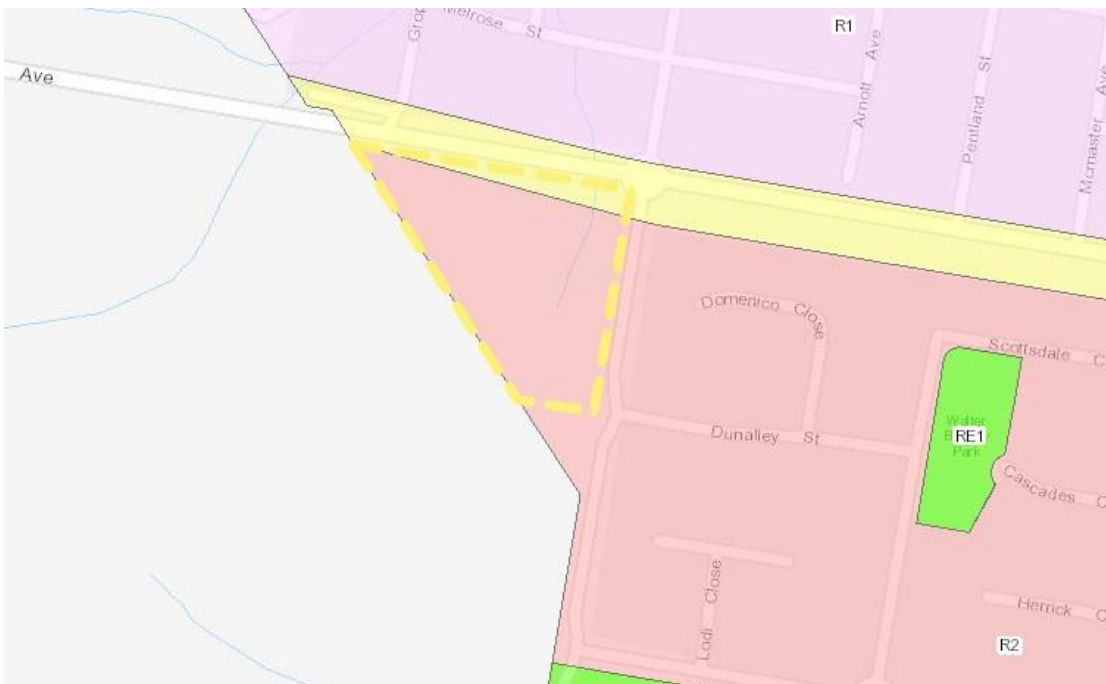 Melrose St
R1
Gro
Ave
Arnott Ave
Pentland St
Mcmaster Ave
Domenico Close
Scottsdale C
Walter
B
RE1
Park
Dunalley St
Cascades C
Lodi Close
Herrick C
R2